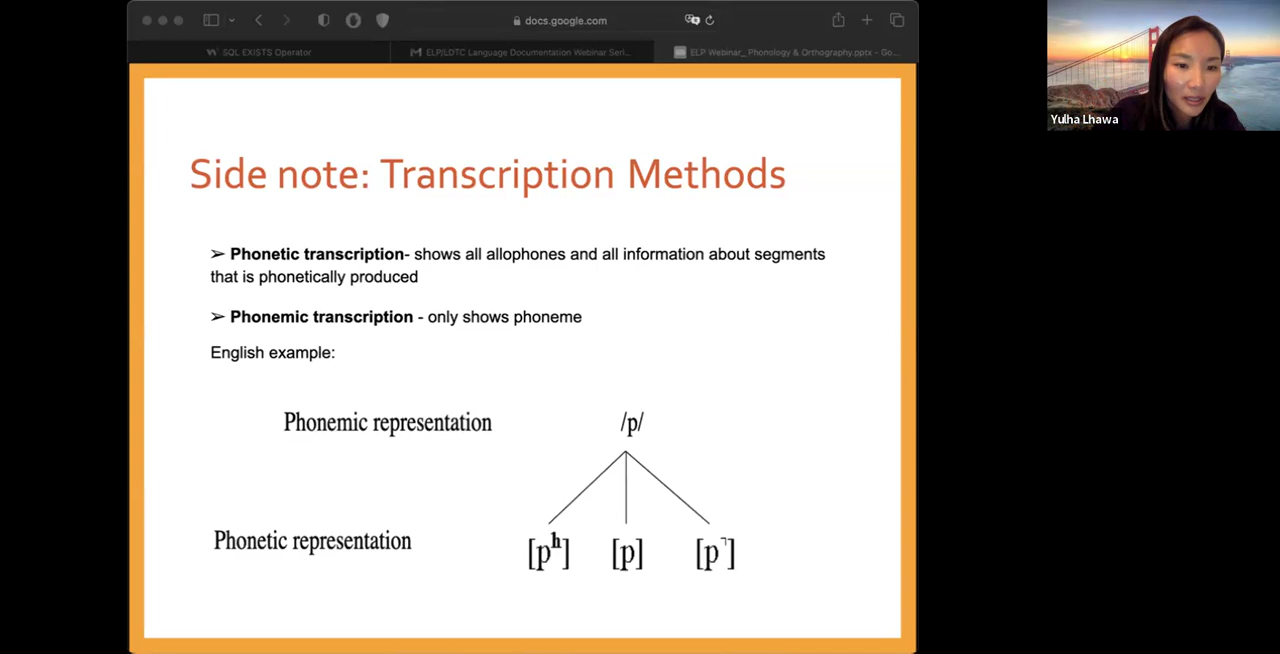 docs.google.com
SQL EXISTS Operator
ELP/LDTC Language Documentation Webinar Seri...
ELP Webinar_ Phonology & Orthography.pptx - Go...
Yulha Lhawa
Side note: Transcription Methods
➢ Phonetic transcription- shows all allophones and all information about segments
that is phonetically produced
➢ Phonemic transcription - only shows phoneme
English example:
Phonemic representation /p/
Phonetic representation [pʰ] [p] [p̚]